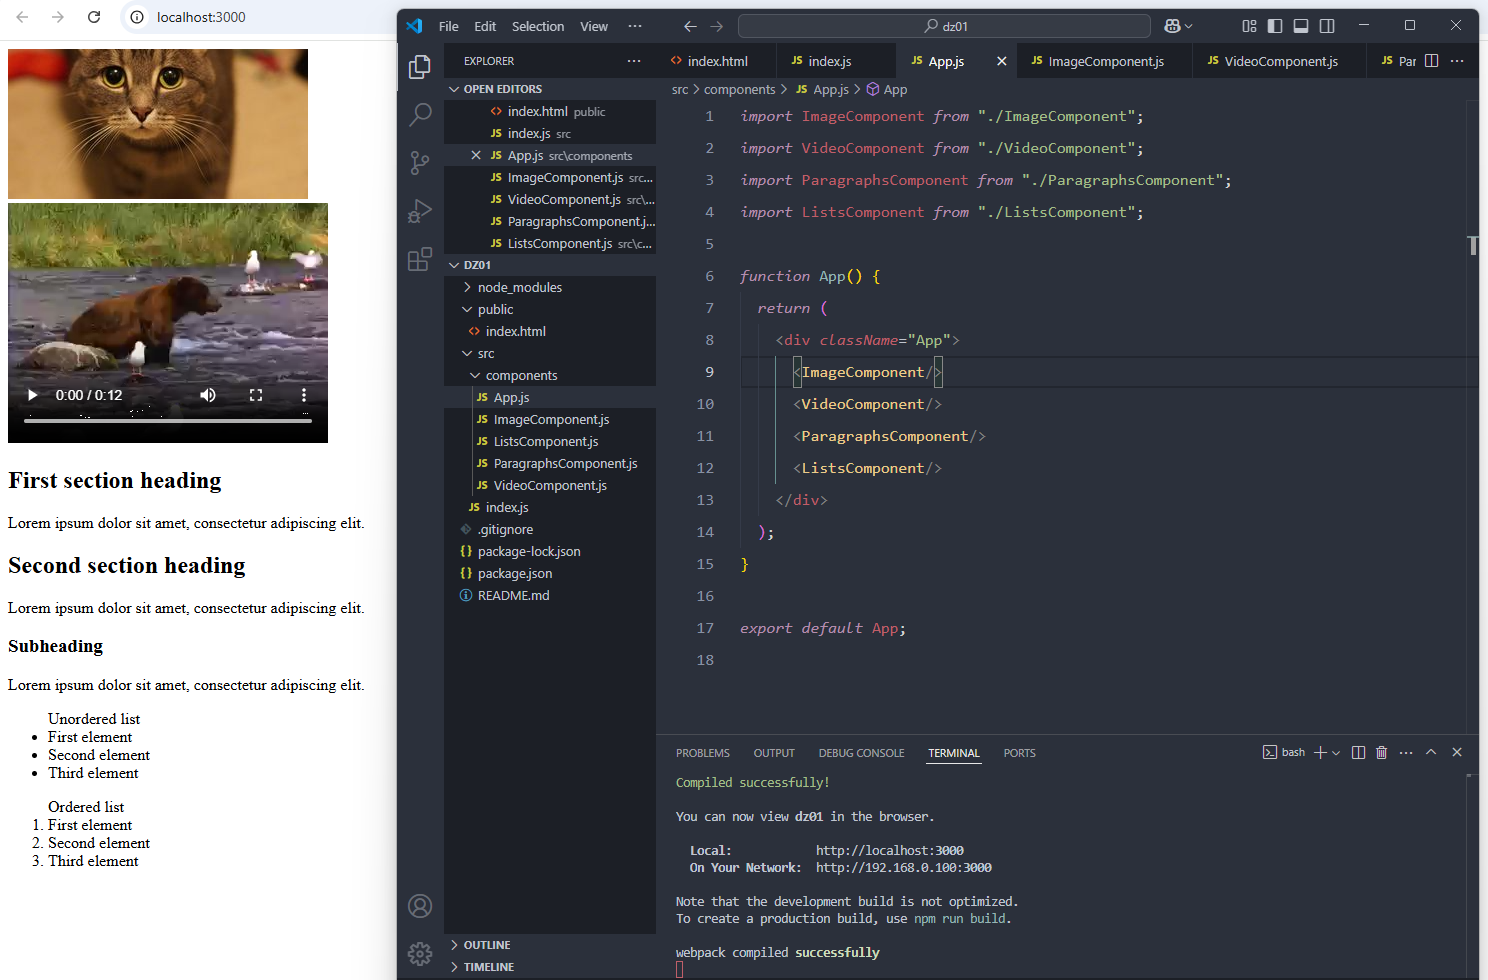 localhost:3000
First section heading
Lorem ipsum dolor sit amet, consectetur adipiscing elit.
Second section heading
Lorem ipsum dolor sit amet, consectetur adipiscing elit.
Subheading
Lorem ipsum dolor sit amet, consectetur adipiscing elit.
Unordered list
First element
Second element
Third element
Ordered list
1. First element
2. Second element
3. Third element
0:00 / 0:12
File Edit Selection View ···
dz01
EXPLORER ···
OPEN EDITORS
index.html public
index.js src
App.js src\components
ImageComponent.js src...
VideoComponent.js src\...
ParagraphsComponent.j...
ListsComponent.js src\c...
DZ01
node_modules
public
index.html
src
components
App.js
ImageComponent.js
ListsComponent.js
ParagraphsComponent.js
VideoComponent.js
index.js
.gitignore
package-lock.json
package.json
README.md
OUTLINE
TIMELINE
index.html JS index.js JS App.js JS ImageComponent.js JS VideoComponent.js JS Par
src > components > JS App.js > App
1 import ImageComponent from "./ImageComponent";
2 import VideoComponent from "./VideoComponent";
3 import ParagraphsComponent from "./ParagraphsComponent";
4 import ListsComponent from "./ListsComponent";
5
6 function App() {
7 return (
8 <div className="App">
9 <ImageComponent/>
10 <VideoComponent/>
11 <ParagraphsComponent/>
12 <ListsComponent/>
13 </div>
14 );
15 }
16
17 export default App;
18
PROBLEMS OUTPUT DEBUG CONSOLE TERMINAL PORTS
bash
Compiled successfully!
You can now view dz01 in the browser.
Local: http://localhost:3000
On Your Network: http://192.168.0.100:3000
Note that the development build is not optimized.
To create a production build, use npm run build.
webpack compiled successfully